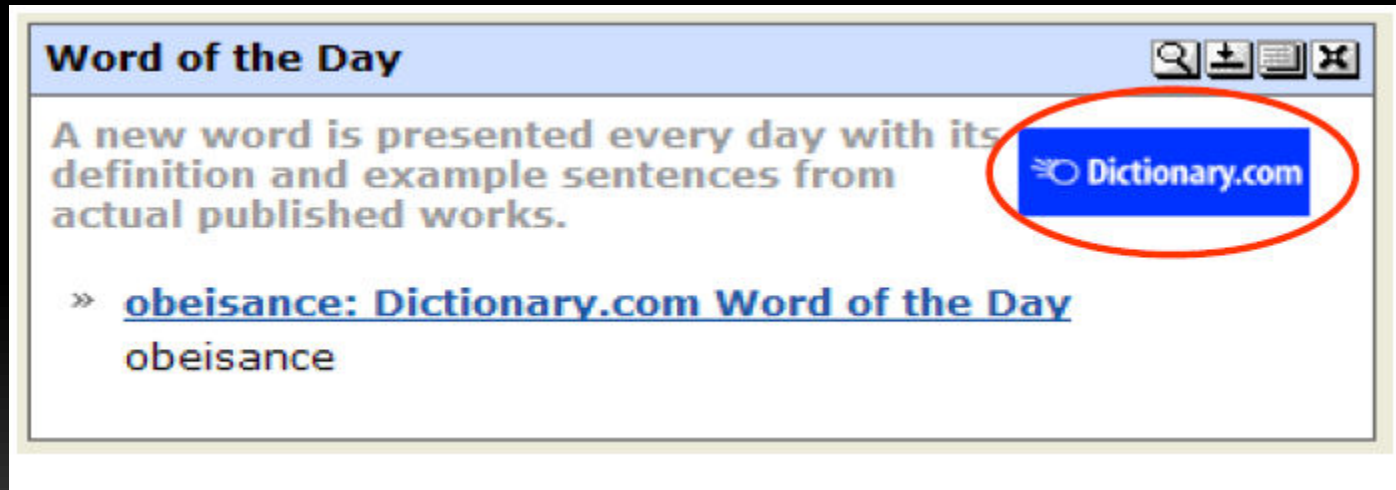 Word of the Day
A new word is presented every day with its
definition and example sentences from
actual published works.
Dictionary.com
» obeisance: Dictionary.com Word of the Day
obeisance